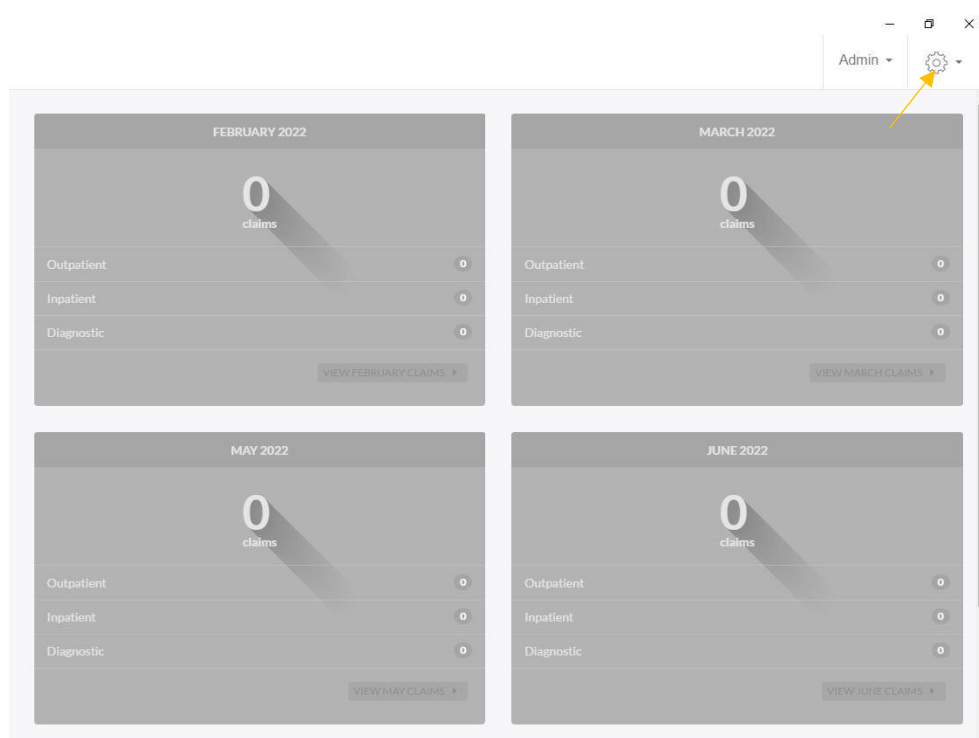 Admin
FEBRUARY 2022
0
claims
Outpatient 0
Inpatient 0
Diagnostic 0
VIEW FEBRUARY CLAIMS
MARCH 2022
0
claims
Outpatient 0
Inpatient 0
Diagnostic 0
VIEW MARCH CLAIMS
MAY 2022
0
claims
Outpatient 0
Inpatient 0
Diagnostic 0
VIEW MAY CLAIMS
JUNE 2022
0
claims
Outpatient 0
Inpatient 0
Diagnostic 0
VIEW JUNE CLAIMS